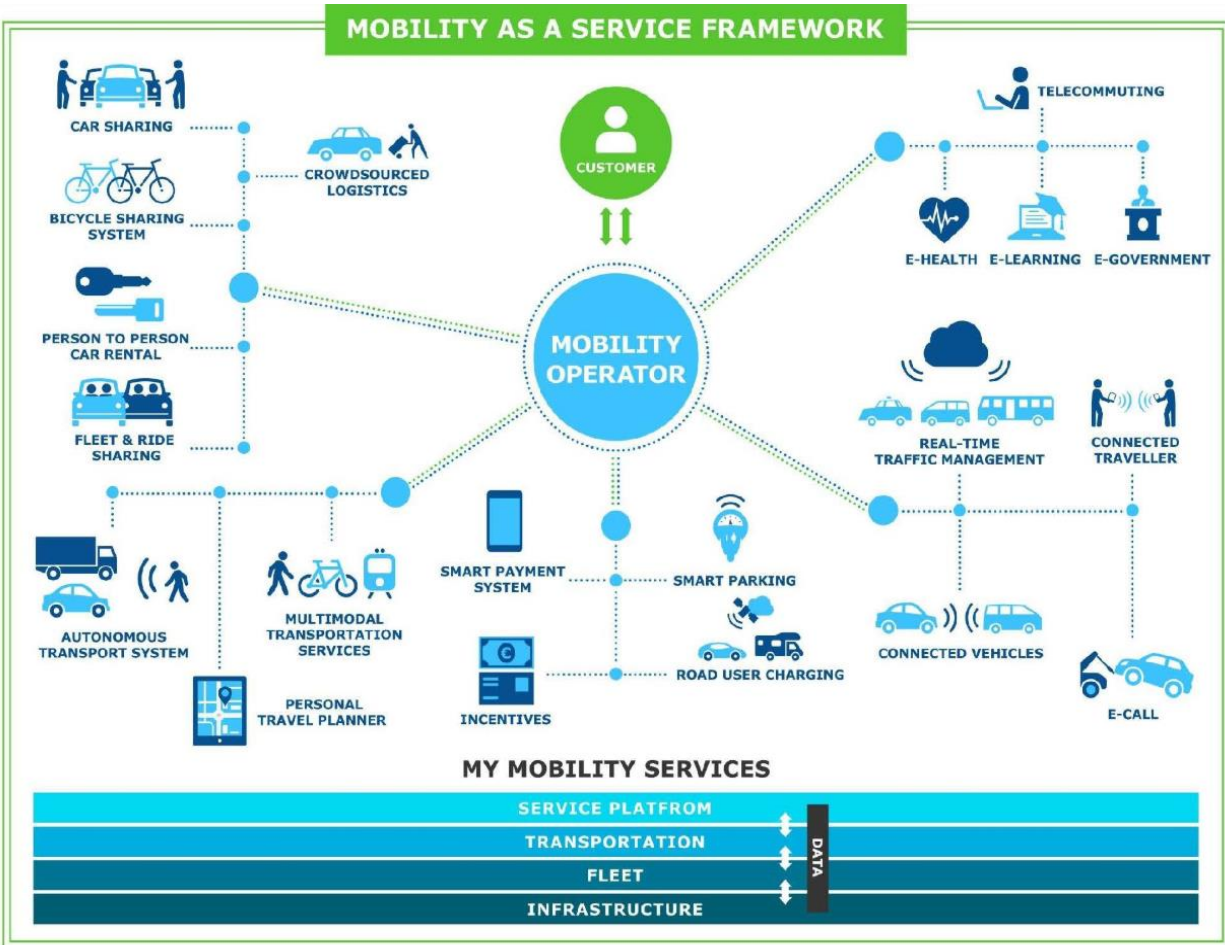 MOBILITY AS A SERVICE FRAMEWORK
CAR SHARING
CROWDSOURCED
LOGISTICS
BICYCLE SHARING
SYSTEM
PERSON TO PERSON
CAR RENTAL
FLEET & RIDE
SHARING
CUSTOMER
MOBILITY
OPERATOR
TELECOMMUTING
E-HEALTH
E-LEARNING
E-GOVERNMENT
REAL-TIME
TRAFFIC MANAGEMENT
CONNECTED
TRAVELLER
CONNECTED VEHICLES
E-CALL
AUTONOMOUS
TRANSPORT SYSTEM
MULTIMODAL
TRANSPORTATION
SERVICES
PERSONAL
TRAVEL PLANNER
SMART PAYMENT
SYSTEM
SMART PARKING
€
INCENTIVES
ROAD USER CHARGING
MY MOBILITY SERVICES
SERVICE PLATFROM
TRANSPORTATION
FLEET
INFRASTRUCTURE
DATA